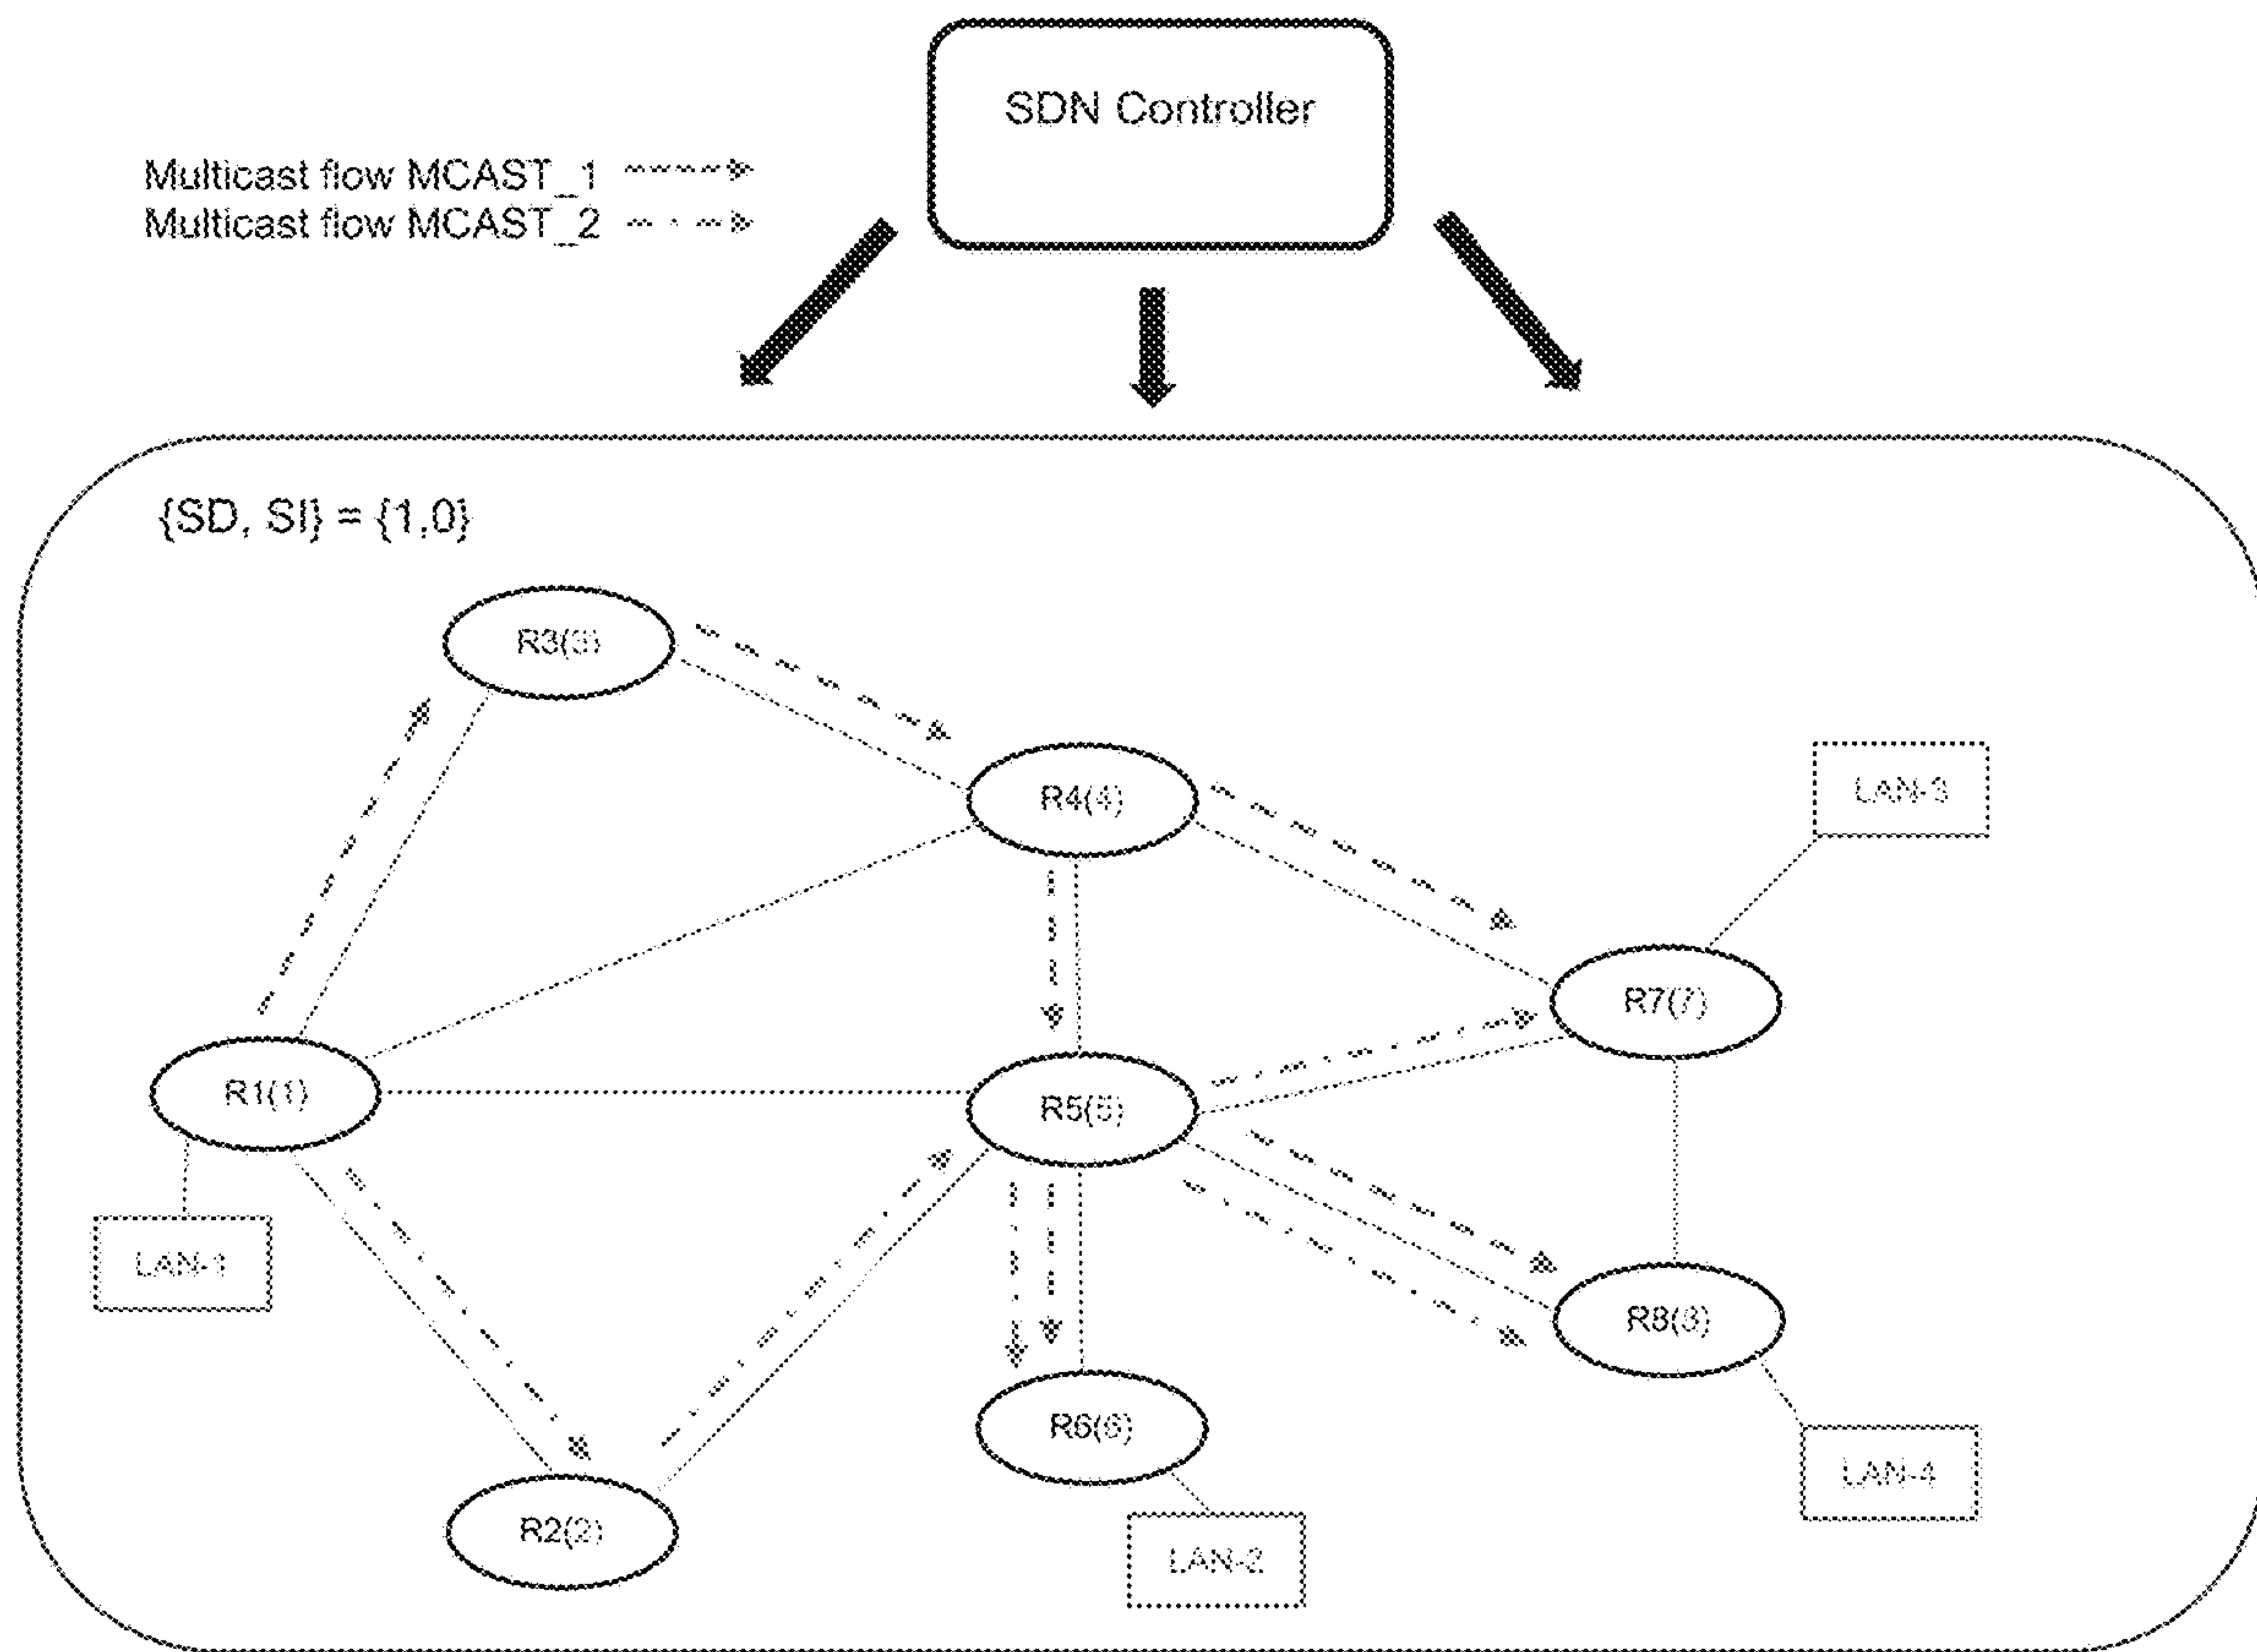 SDN Controller
Multicast flow MCAST_1
Multicast flow MCAST_2
{SD, SI} = {1,0}
R3(3)
R4(4)
LAN-3
R7(7)
R1(1)
R5(5)
LAN-1
R8(8)
R6(6)
LAN-4
R2(2)
LAN-2